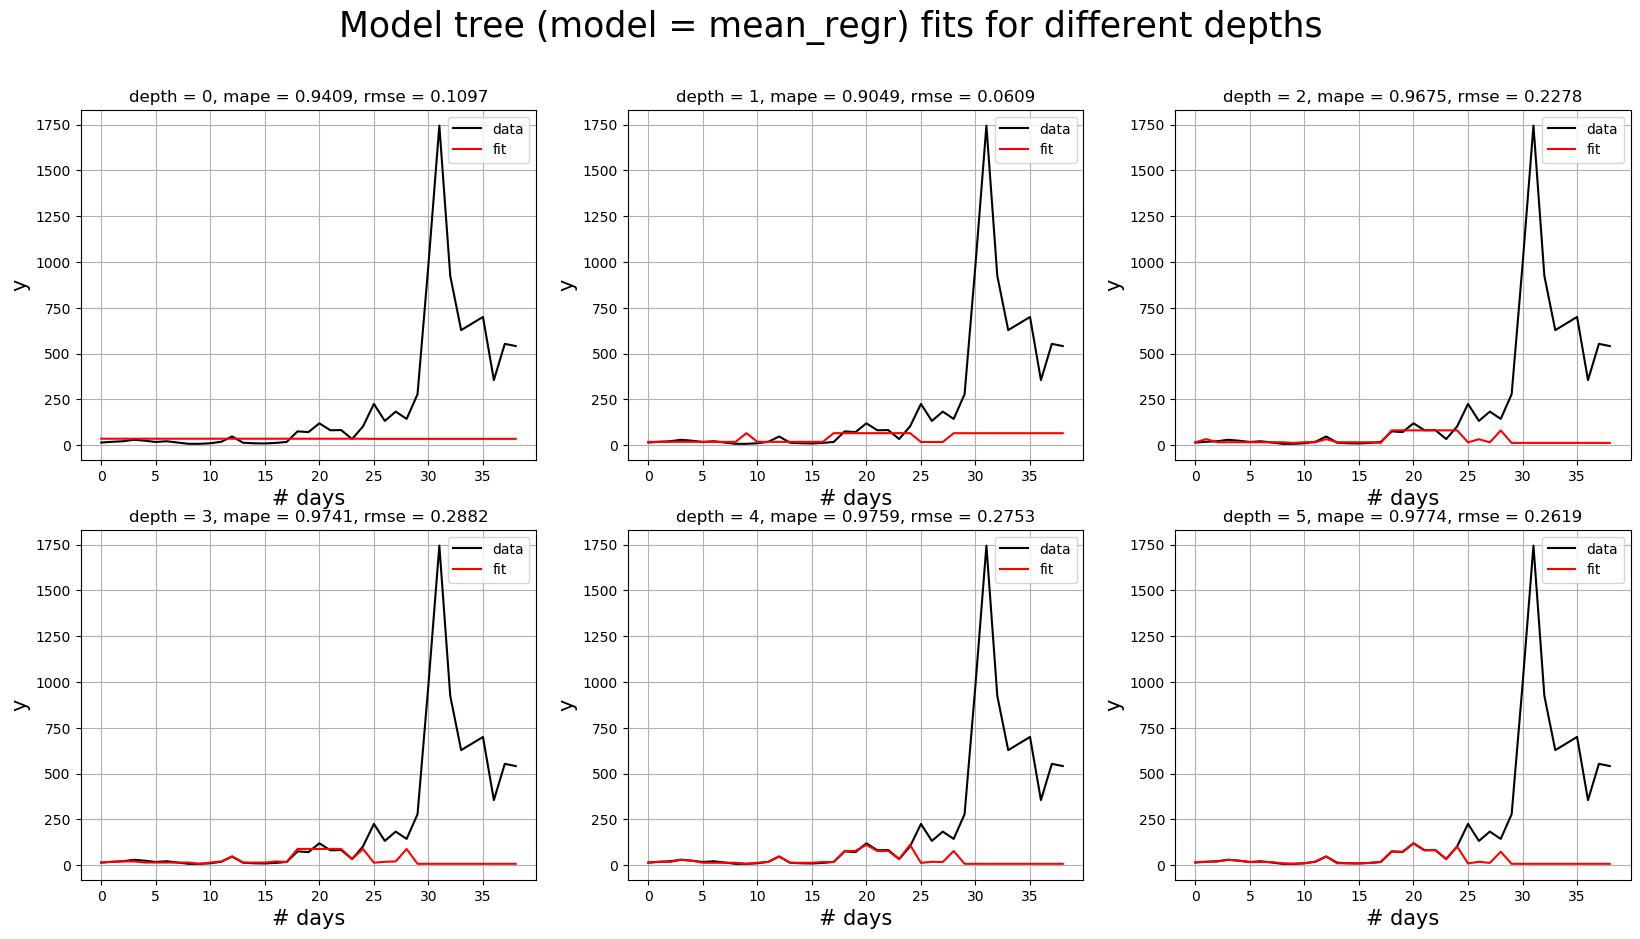 Model tree (model = mean_regr) fits for different depths
depth = 0, mape = 0.9409, rmse = 0.1097
1750
1500
1250
1000
750
500
250
0
y
data
fit
0 5 10 15 20 25 30 35
# days
depth = 1, mape = 0.9049, rmse = 0.0609
1750
1500
1250
1000
750
500
250
0
y
data
fit
0 5 10 15 20 25 30 35
# days
depth = 2, mape = 0.9675, rmse = 0.2278
1750
1500
1250
1000
750
500
250
0
y
data
fit
0 5 10 15 20 25 30 35
# days
depth = 3, mape = 0.9741, rmse = 0.2882
1750
1500
1250
1000
750
500
250
0
y
data
fit
0 5 10 15 20 25 30 35
# days
depth = 4, mape = 0.9759, rmse = 0.2753
1750
1500
1250
1000
750
500
250
0
y
data
fit
0 5 10 15 20 25 30 35
# days
depth = 5, mape = 0.9774, rmse = 0.2619
1750
1500
1250
1000
750
500
250
0
y
data
fit
0 5 10 15 20 25 30 35
# days